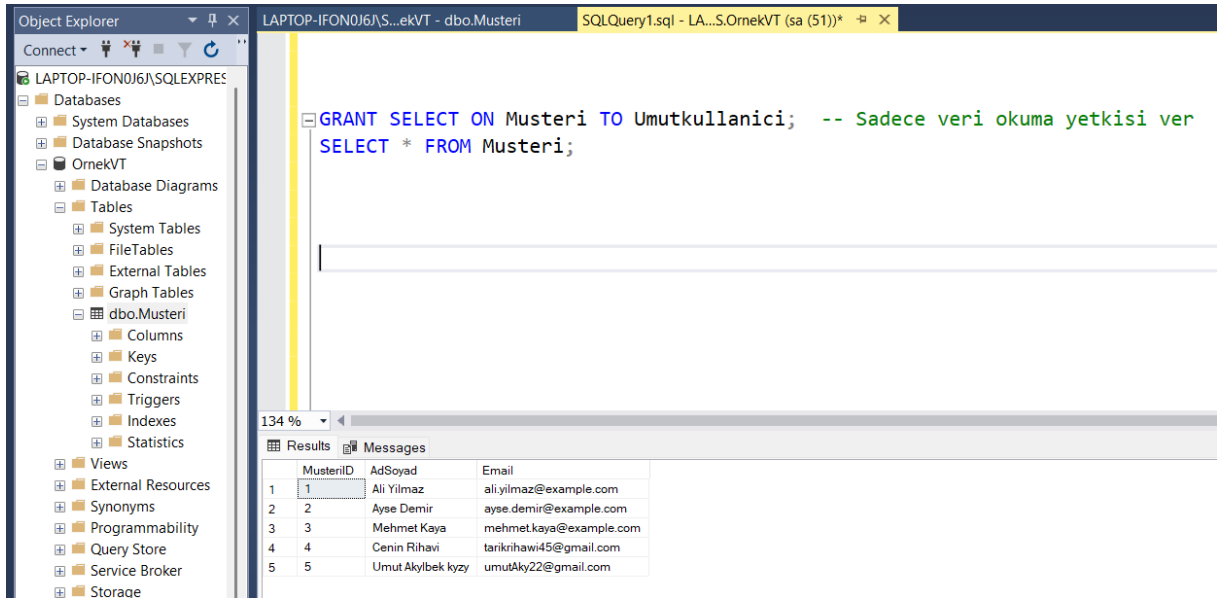 Object Explorer
Connect
LAPTOP-IFON0J6J\SQLEXPRES
Databases
System Databases
Database Snapshots
OrnekVT
Database Diagrams
Tables
System Tables
FileTables
External Tables
Graph Tables
dbo.Musteri
Columns
Keys
Constraints
Triggers
Indexes
Statistics
Views
External Resources
Synonyms
Programmability
Query Store
Service Broker
Storage
LAPTOP-IFON0J6J\S...ekVT - dbo.Musteri
SQLQuery1.sql - LA...S.OrnekVT (sa (51))*
GRANT SELECT ON Musteri TO Umutkullanici; -- Sadece veri okuma yetkisi ver
SELECT * FROM Musteri;
134 %
Results Messages
MusteriID AdSoyad Email
1 1 Ali Yilmaz ali.yilmaz@example.com
2 2 Ayse Demir ayse.demir@example.com
3 3 Mehmet Kaya mehmet.kaya@example.com
4 4 Cenin Rihavi tarikrihawi45@gmail.com
5 5 Umut Akylbek kyzy umutAky22@gmail.com